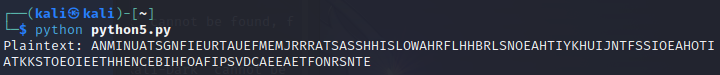 ┌──(kali㉿kali)-[~]
└─$ python python5.py
Plaintext: ANMINUATSGNFIEURTAUEFMEMJRRRATSASSHHISLOWAHRFLHHBRLSNOEAHTIYKHUIJNTFSSIOEAHOTI
ATKKSTOEOIEETHHENCEBIHFOAFIPSVDCAEEAETFONRSNTE